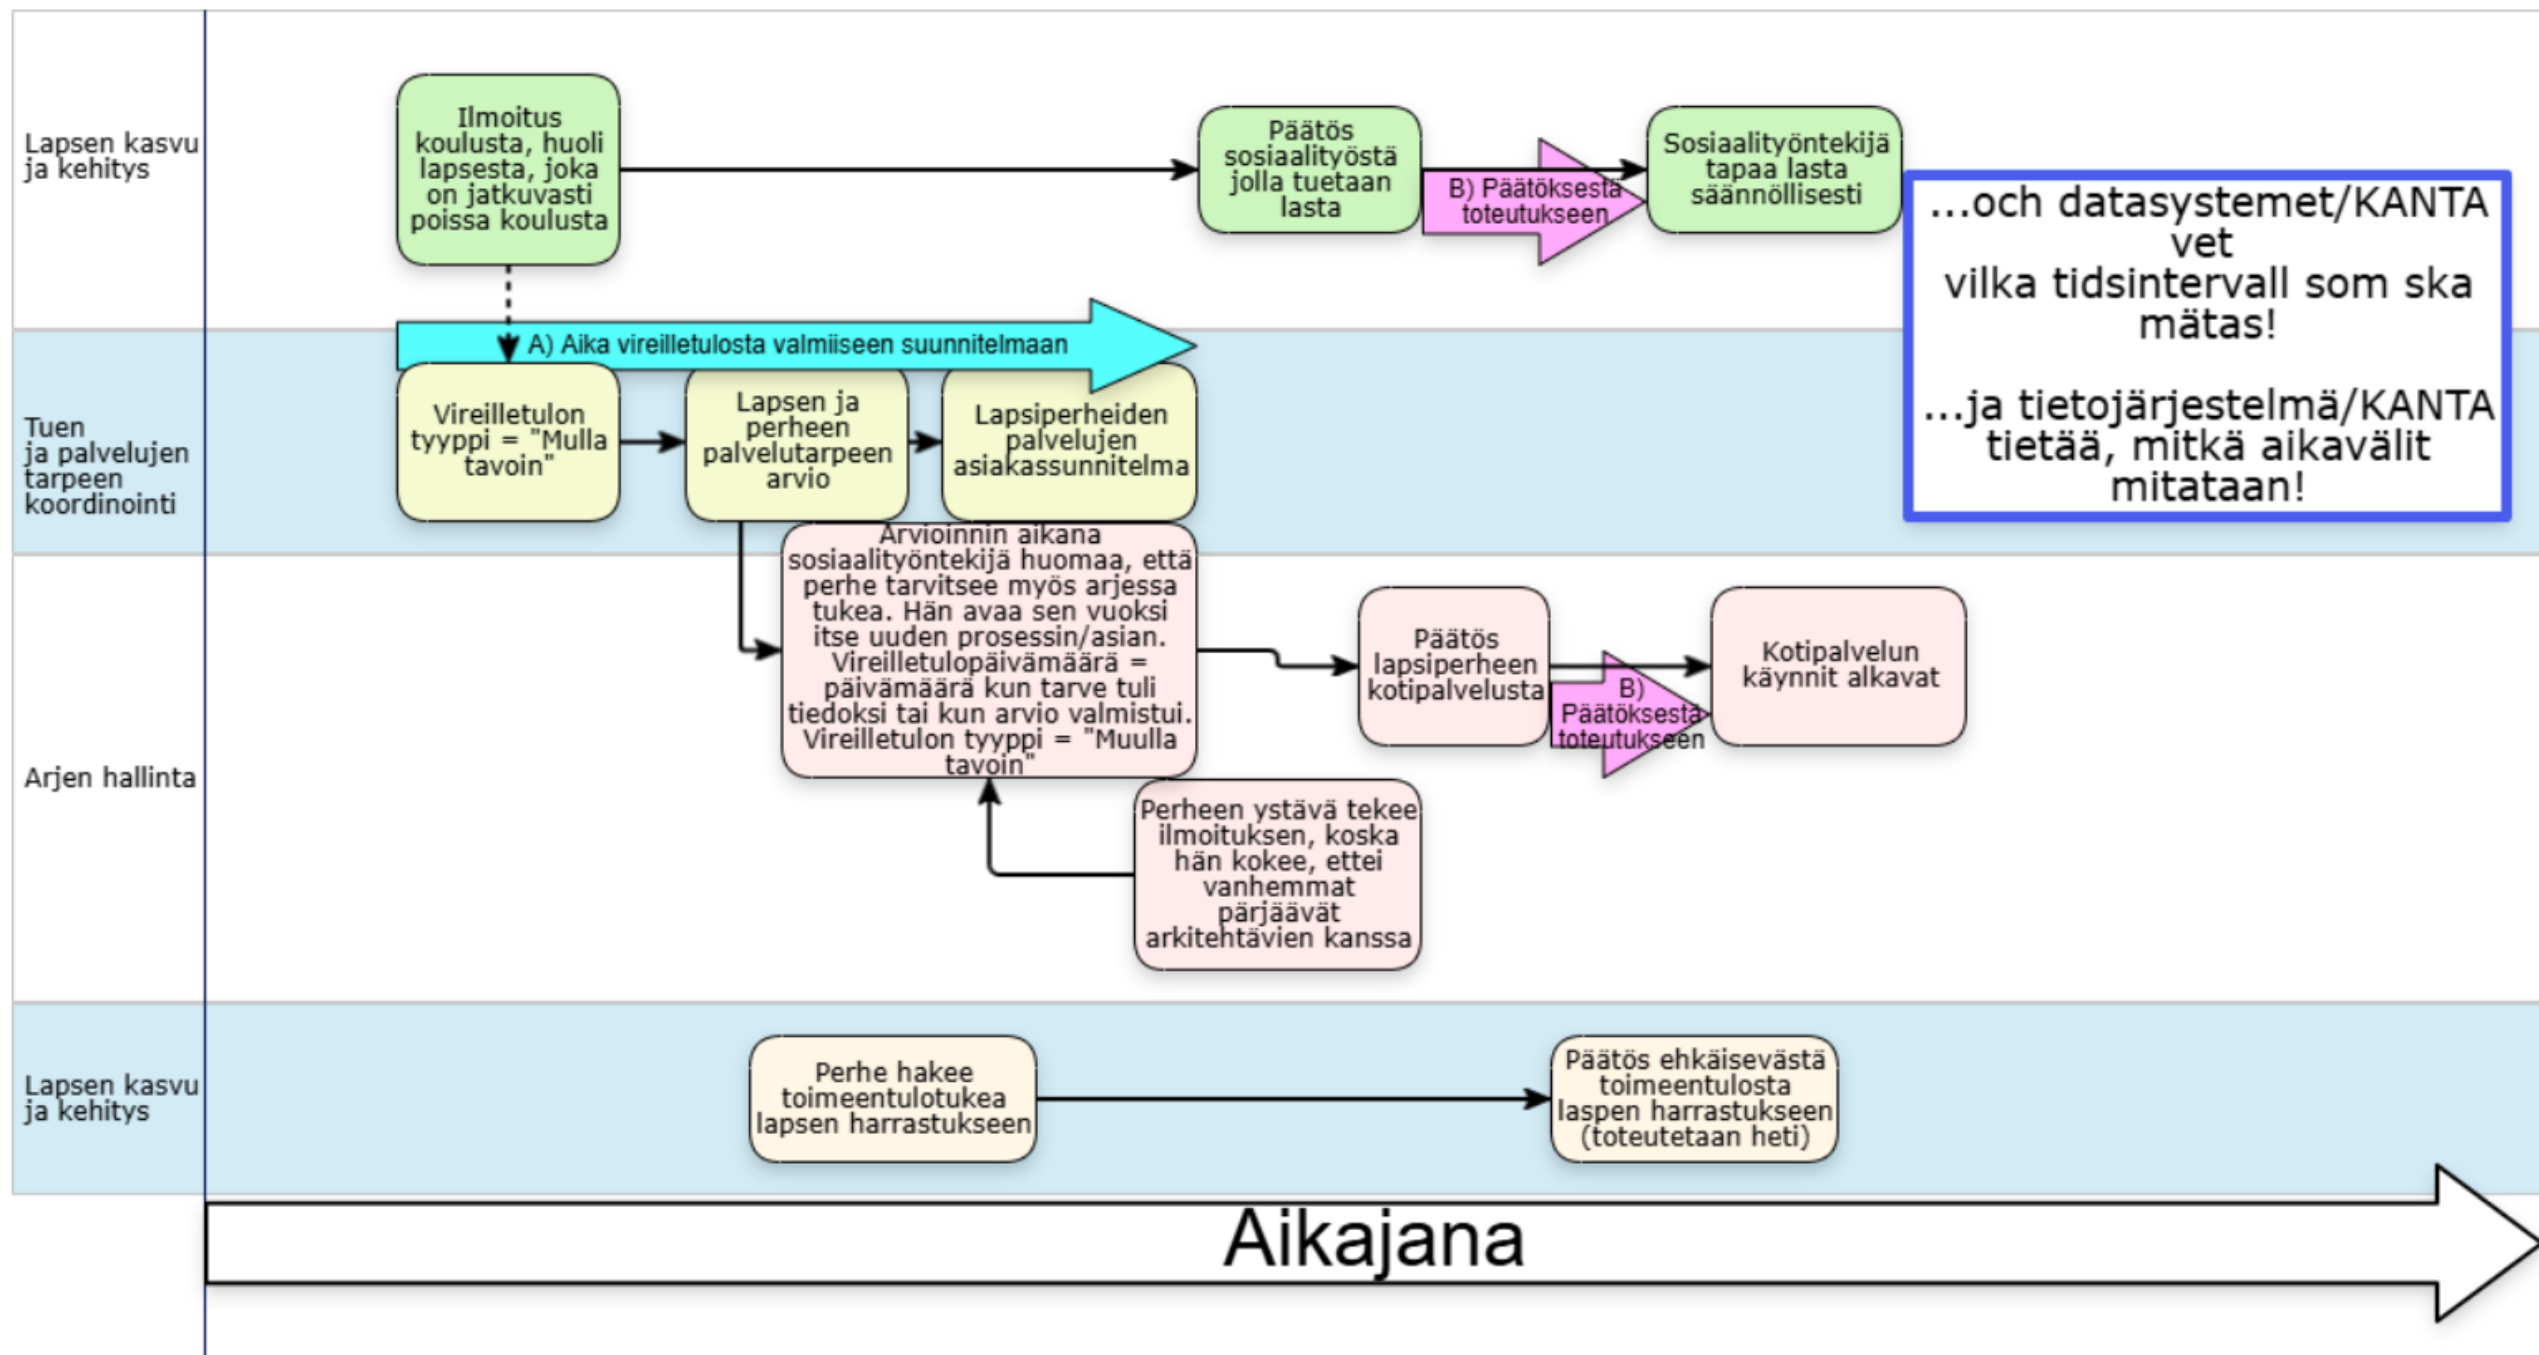 Lapsen kasvu
ja kehitys
Ilmoitus
koulusta, huoli
lapsesta, joka
on jatkuvasti
poissa koulusta
Päätös
sosiaalityöstä
jolla tuetaan
lasta
B) Päätöksestä
toteutukseen
Sosiaalityöntekijä
tapaa lasta
säännöllisesti
...och datasystemet/KANTA
vet
vilka tidsintervall som ska
mätas!
...ja tietojärjestelmä/KANTA
tietää, mitkä aikavälit
mitataan!
Tuen
ja palvelujen
tarpeen
koordinointi
A) Aika vireilletulosta valmiiseen suunnitelmaan
Vireilletulon
tyyppi = "Mulla
tavoin"
Lapsen ja
perheen
palvelutarpeen
arvio
Lapsiperheiden
palvelujen
asiakassunnitelma
Arjen hallinta
Arvioinnin aikana
sosiaalityöntekijä huomaa, että
perhe tarvitsee myös arjessa
tukea. Hän avaa sen vuoksi
itse uuden prosessin/asian.
Vireilletulopäivämäärä =
päivämäärä kun tarve tuli
tiedoksi tai kun arvio valmistui.
Vireilletulon tyyppi = "Muulla
tavoin"
Päätös
lapsiperheen
kotipalvelusta
B)
Päätöksestä
toteutukseen
Kotipalvelun
käynnit alkavat
Perheen ystävä tekee
ilmoituksen, koska
hän kokee, ettei
vanhemmat
pärjäävät
arkitehtävien kanssa
Lapsen kasvu
ja kehitys
Perhe hakee
toimeentulotukea
lapsen harrastukseen
Päätös ehkäisevästä
toimeentulosta
laspen harrastukseen
(toteutetaan heti)
Aikajana